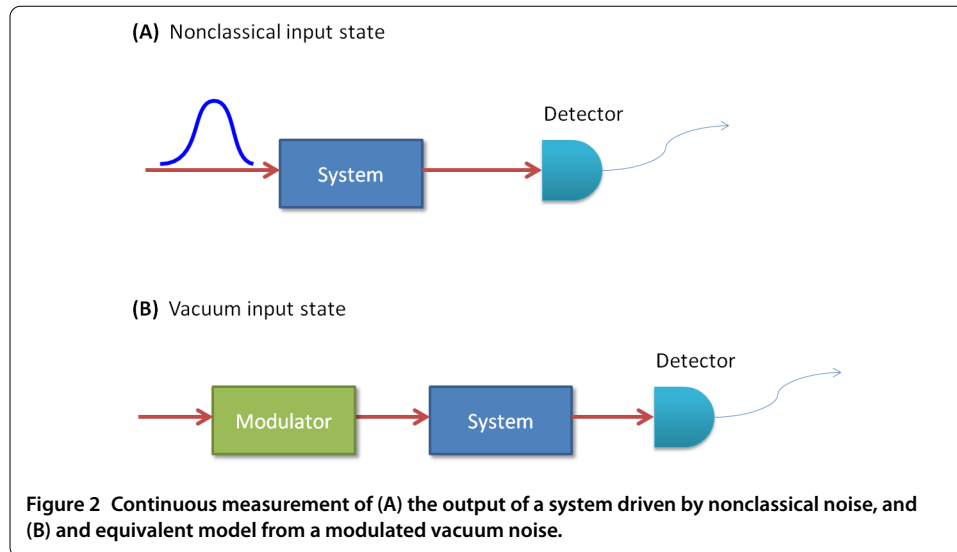 (A) Nonclassical input state
Detector
System
(B) Vacuum input state
Detector
Modulator
System
Figure 2 Continuous measurement of (A) the output of a system driven by nonclassical noise, and
(B) and equivalent model from a modulated vacuum noise.